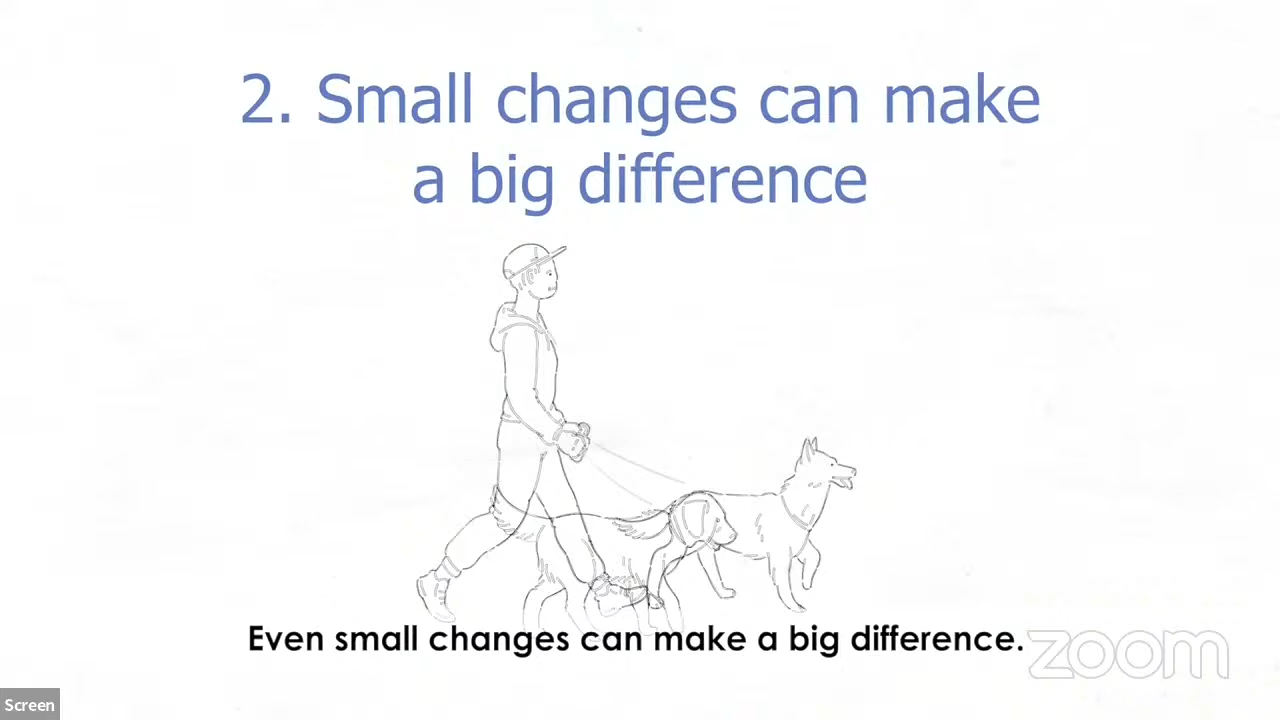 2. Small changes can make
a big difference
Even small changes can make a big difference.
zoom
Screen